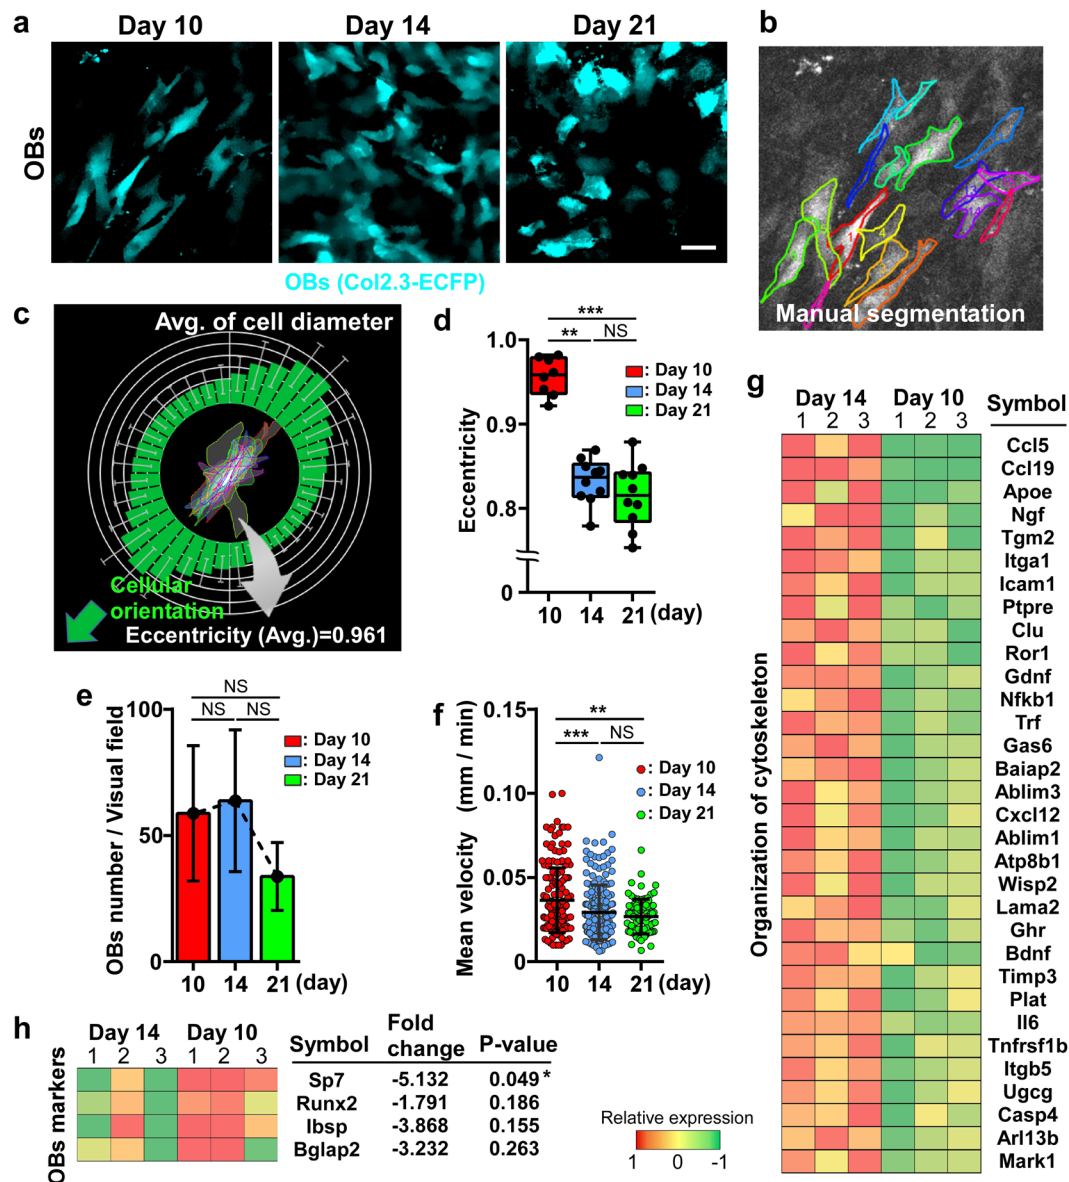 a
Day 10
Day 14
Day 21
OBs
OBs (Col2.3-ECFP)
b
Manual segmentation
c
Avg. of cell diameter
Cellular
orientation
Eccentricity (Avg.)=0.961
d
***
**
NS
1.0
0.9
0.8
0
Eccentricity
: Day 10
: Day 14
: Day 21
10
14
21
(day)
e
NS
NS
NS
100
50
0
OBs number / Visual field
: Day 10
: Day 14
: Day 21
10
14
21
(day)
f
**
***
NS
0.15
0.10
0.05
0
Mean velocity (mm / min)
: Day 10
: Day 14
: Day 21
10
14
21
(day)
g
Day 14 Day 10 Symbol
1 2 3 1 2 3
Organization of cytoskeleton
Ccl5
Ccl19
Apoe
Ngf
Tgm2
Itga1
Icam1
Ptpre
Clu
Ror1
Gdnf
Nfkb1
Trf
Gas6
Baiap2
Ablim3
Cxcl12
Ablim1
Atp8b1
Wisp2
Lama2
Ghr
Bdnf
Timp3
Plat
Il6
Tnfrsf1b
Itgb5
Ugcg
Casp4
Arl13b
Mark1
h
Day 14 Day 10
1 2 3 1 2 3
OBs markers
Symbol Fold change P-value
Sp7 -5.132 0.049 *
Runx2 -1.791 0.186
Ibsp -3.868 0.155
Bglap2 -3.232 0.263
Relative expression
1 0 -1